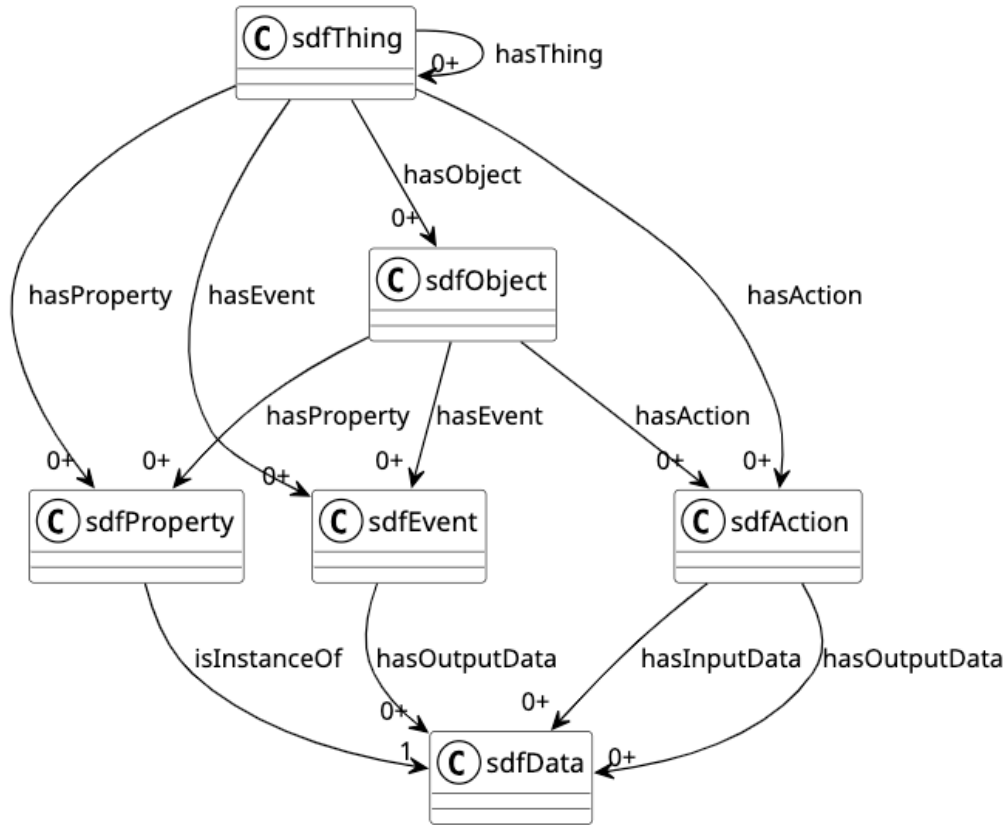 C sdfThing
hasThing
0+
hasObject
0+
C sdfObject
hasProperty
hasEvent
hasAction
hasProperty
hasEvent
hasAction
0+
0+
0+
0+
0+
0+
C sdfProperty
C sdfEvent
C sdfAction
isInstanceOf
hasOutputData
hasInputData
hasOutputData
0+
0+
1
0+
C sdfData